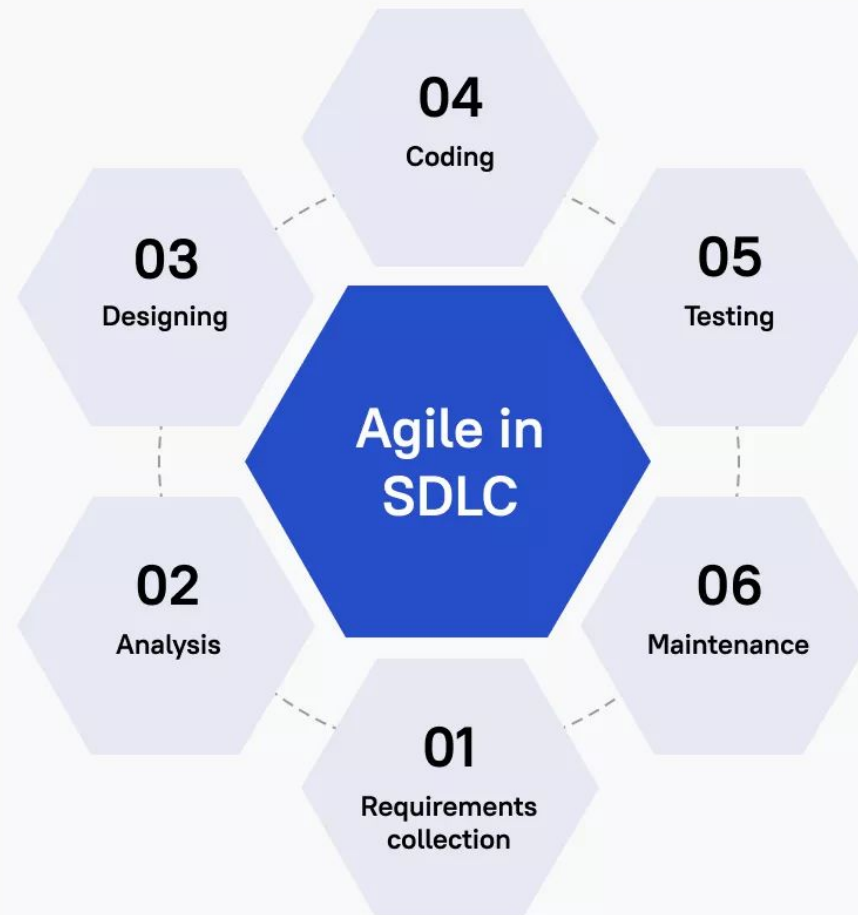 04
Coding
03
Designing
05
Testing
Agile in
SDLC
02
Analysis
06
Maintenance
01
Requirements
collection